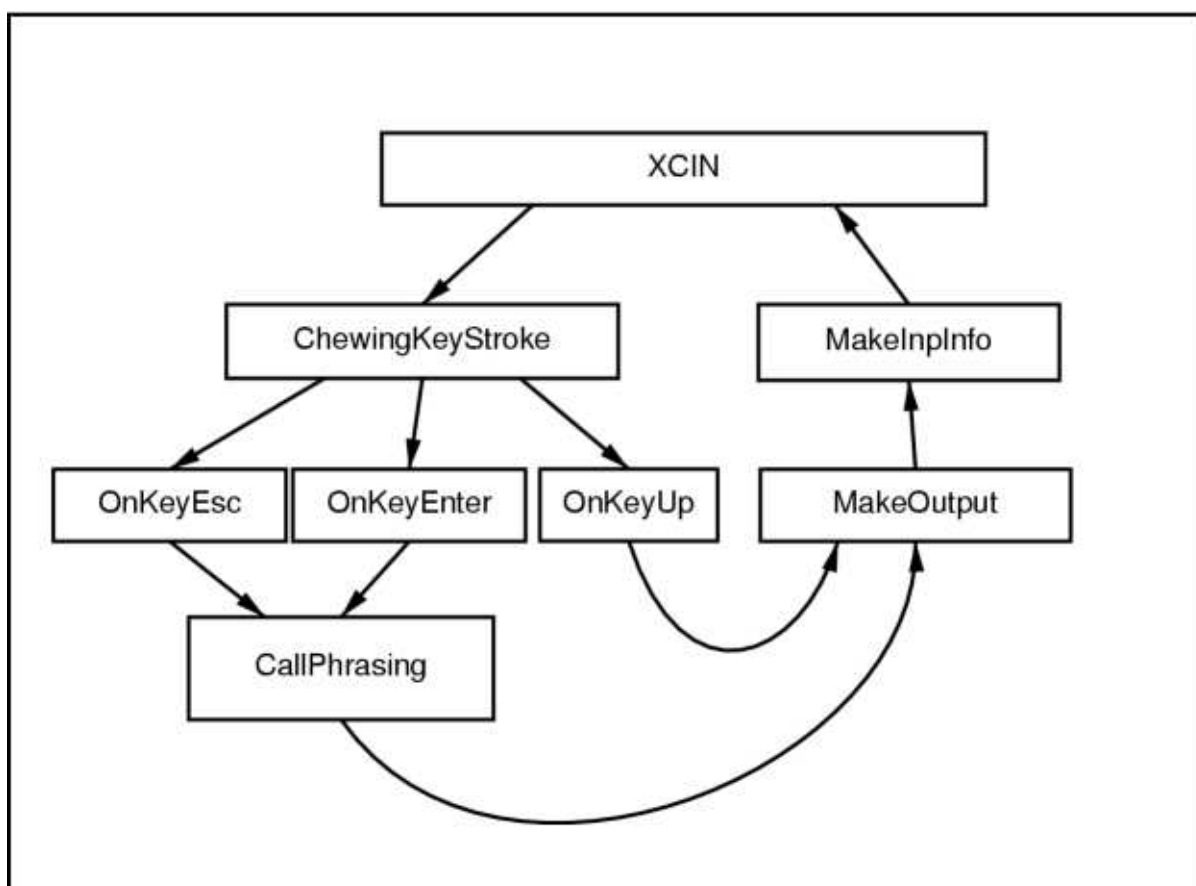 XCIN
ChewingKeyStroke
MakeInpInfo
OnKeyEsc
OnKeyEnter
OnKeyUp
MakeOutput
CallPhrasing